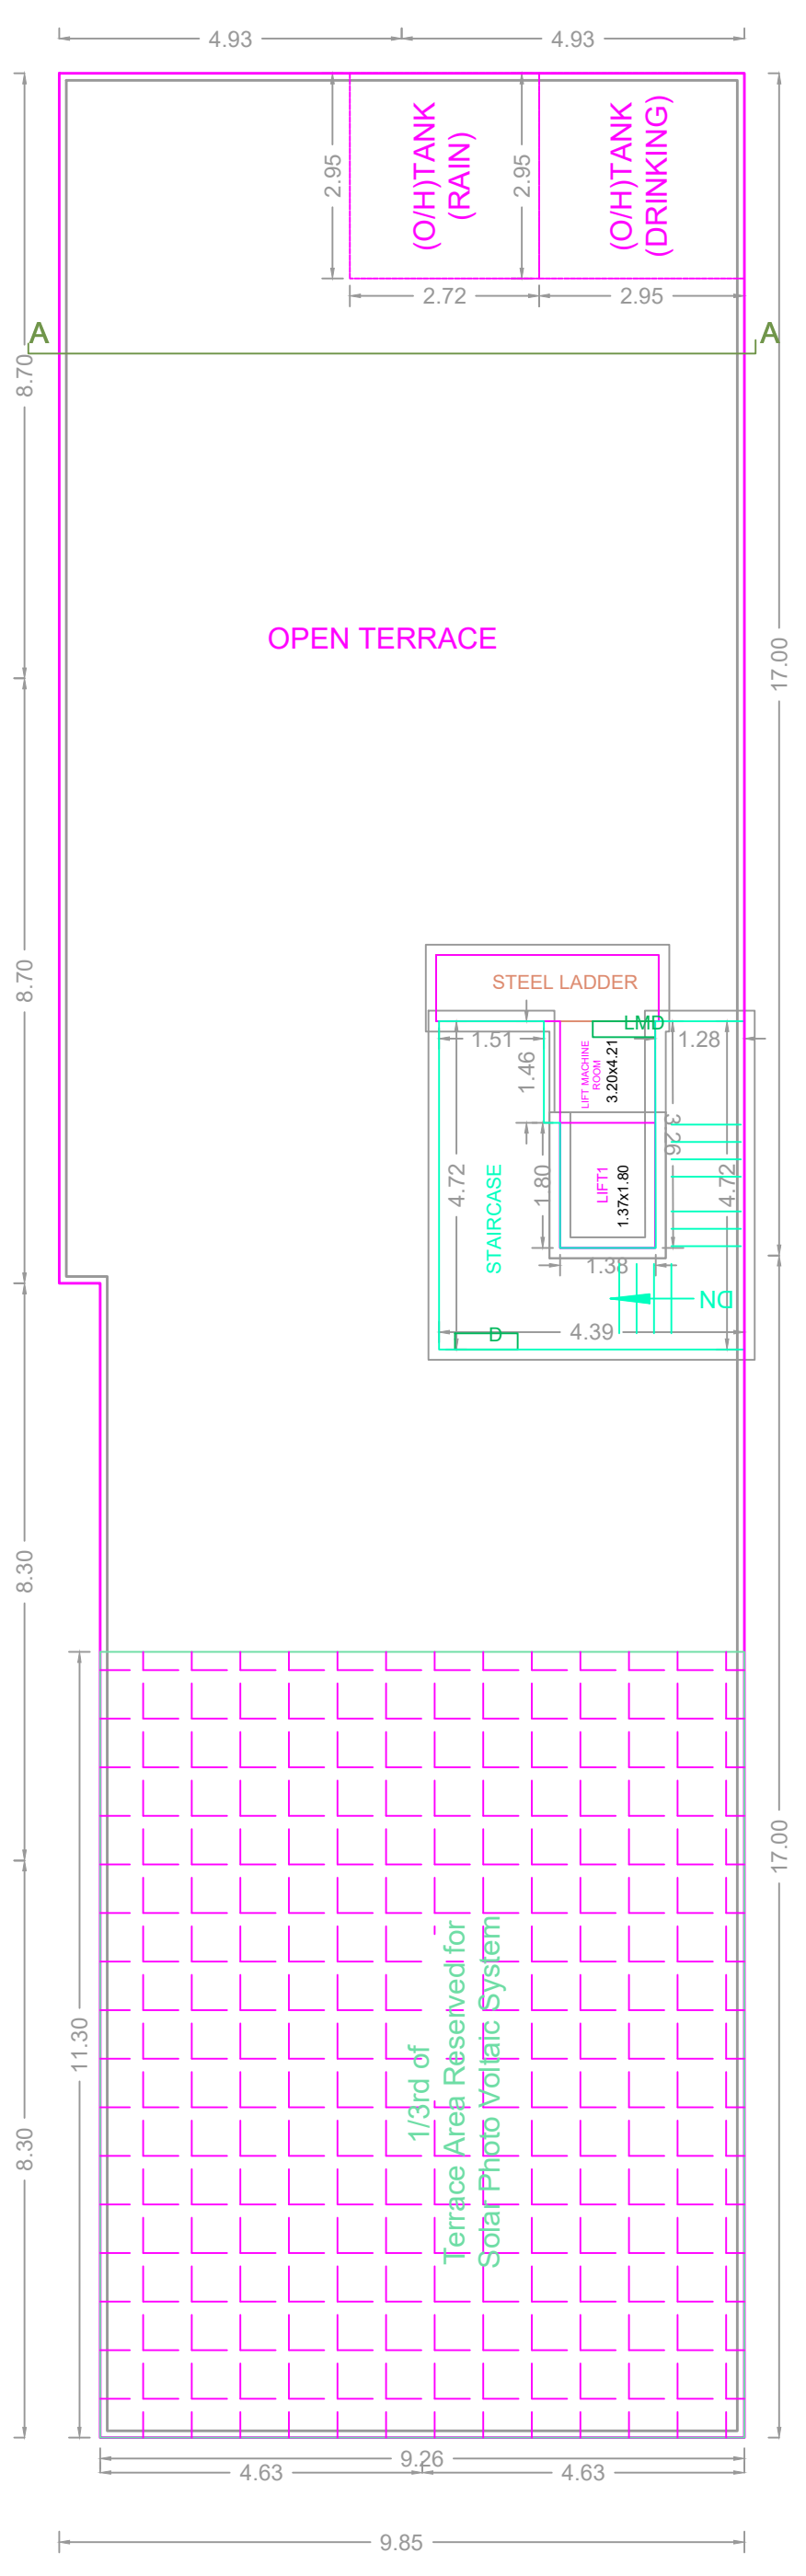 4.93
4.93
2.95
(O/H)TANK
(RAIN)
2.95
(O/H)TANK
(DRINKING)
2.72
2.95
A
A
8.70
OPEN TERRACE
17.00
8.70
STEEL LADDER
LMD
1.51
1.28
1.46
LIFT MACHINE
ROOM
3.20x4.21
3.26
4.72
STAIRCASE
1.80
LIFT1
1.37x1.80
4.72
1.38
DN
D
4.39
8.30
17.00
11.30
1/3rd of
Terrace Area Reserved for
Solar Photo Voltaic System
8.30
9.26
4.63
4.63
9.85